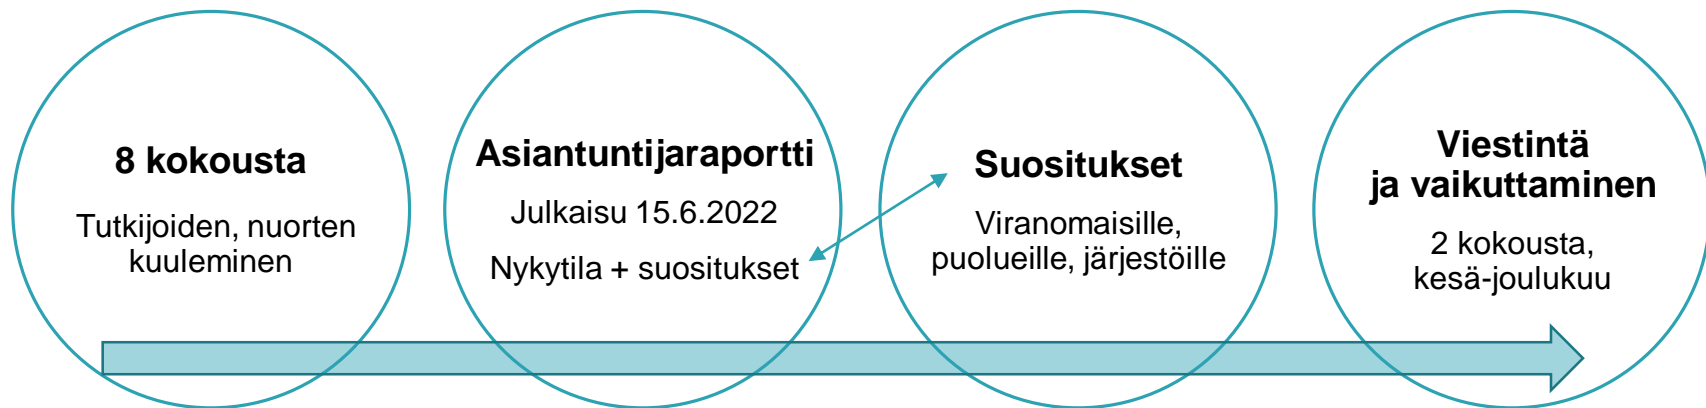 8 kokousta
Tutkijoiden, nuorten
kuuleminen
Asiantuntijaraportti
Julkaisu 15.6.2022
Nykytila + suositukset
Suositukset
Viranomaisille,
puolueille, järjestöille
Viestintä
ja vaikuttaminen
2 kokousta,
kesä-joulukuu